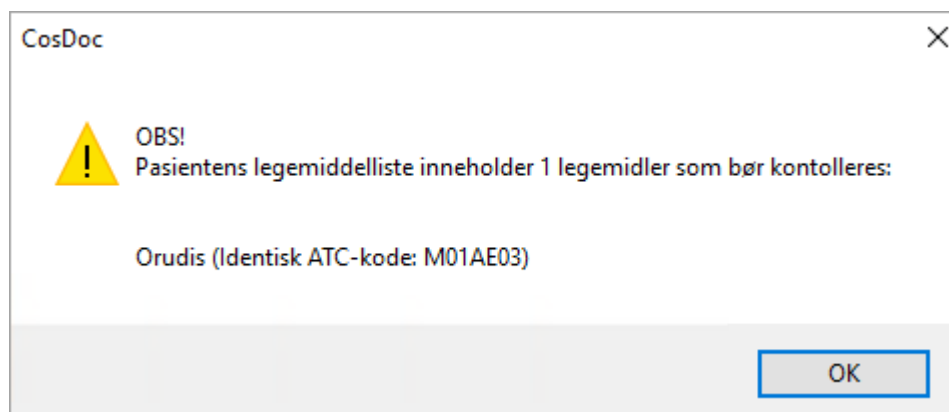 CosDoc
OBS!
Pasientens legemiddelliste inneholder 1 legemidler som bør kontolleres:
Orudis (Identisk ATC-kode: M01AE03)
OK